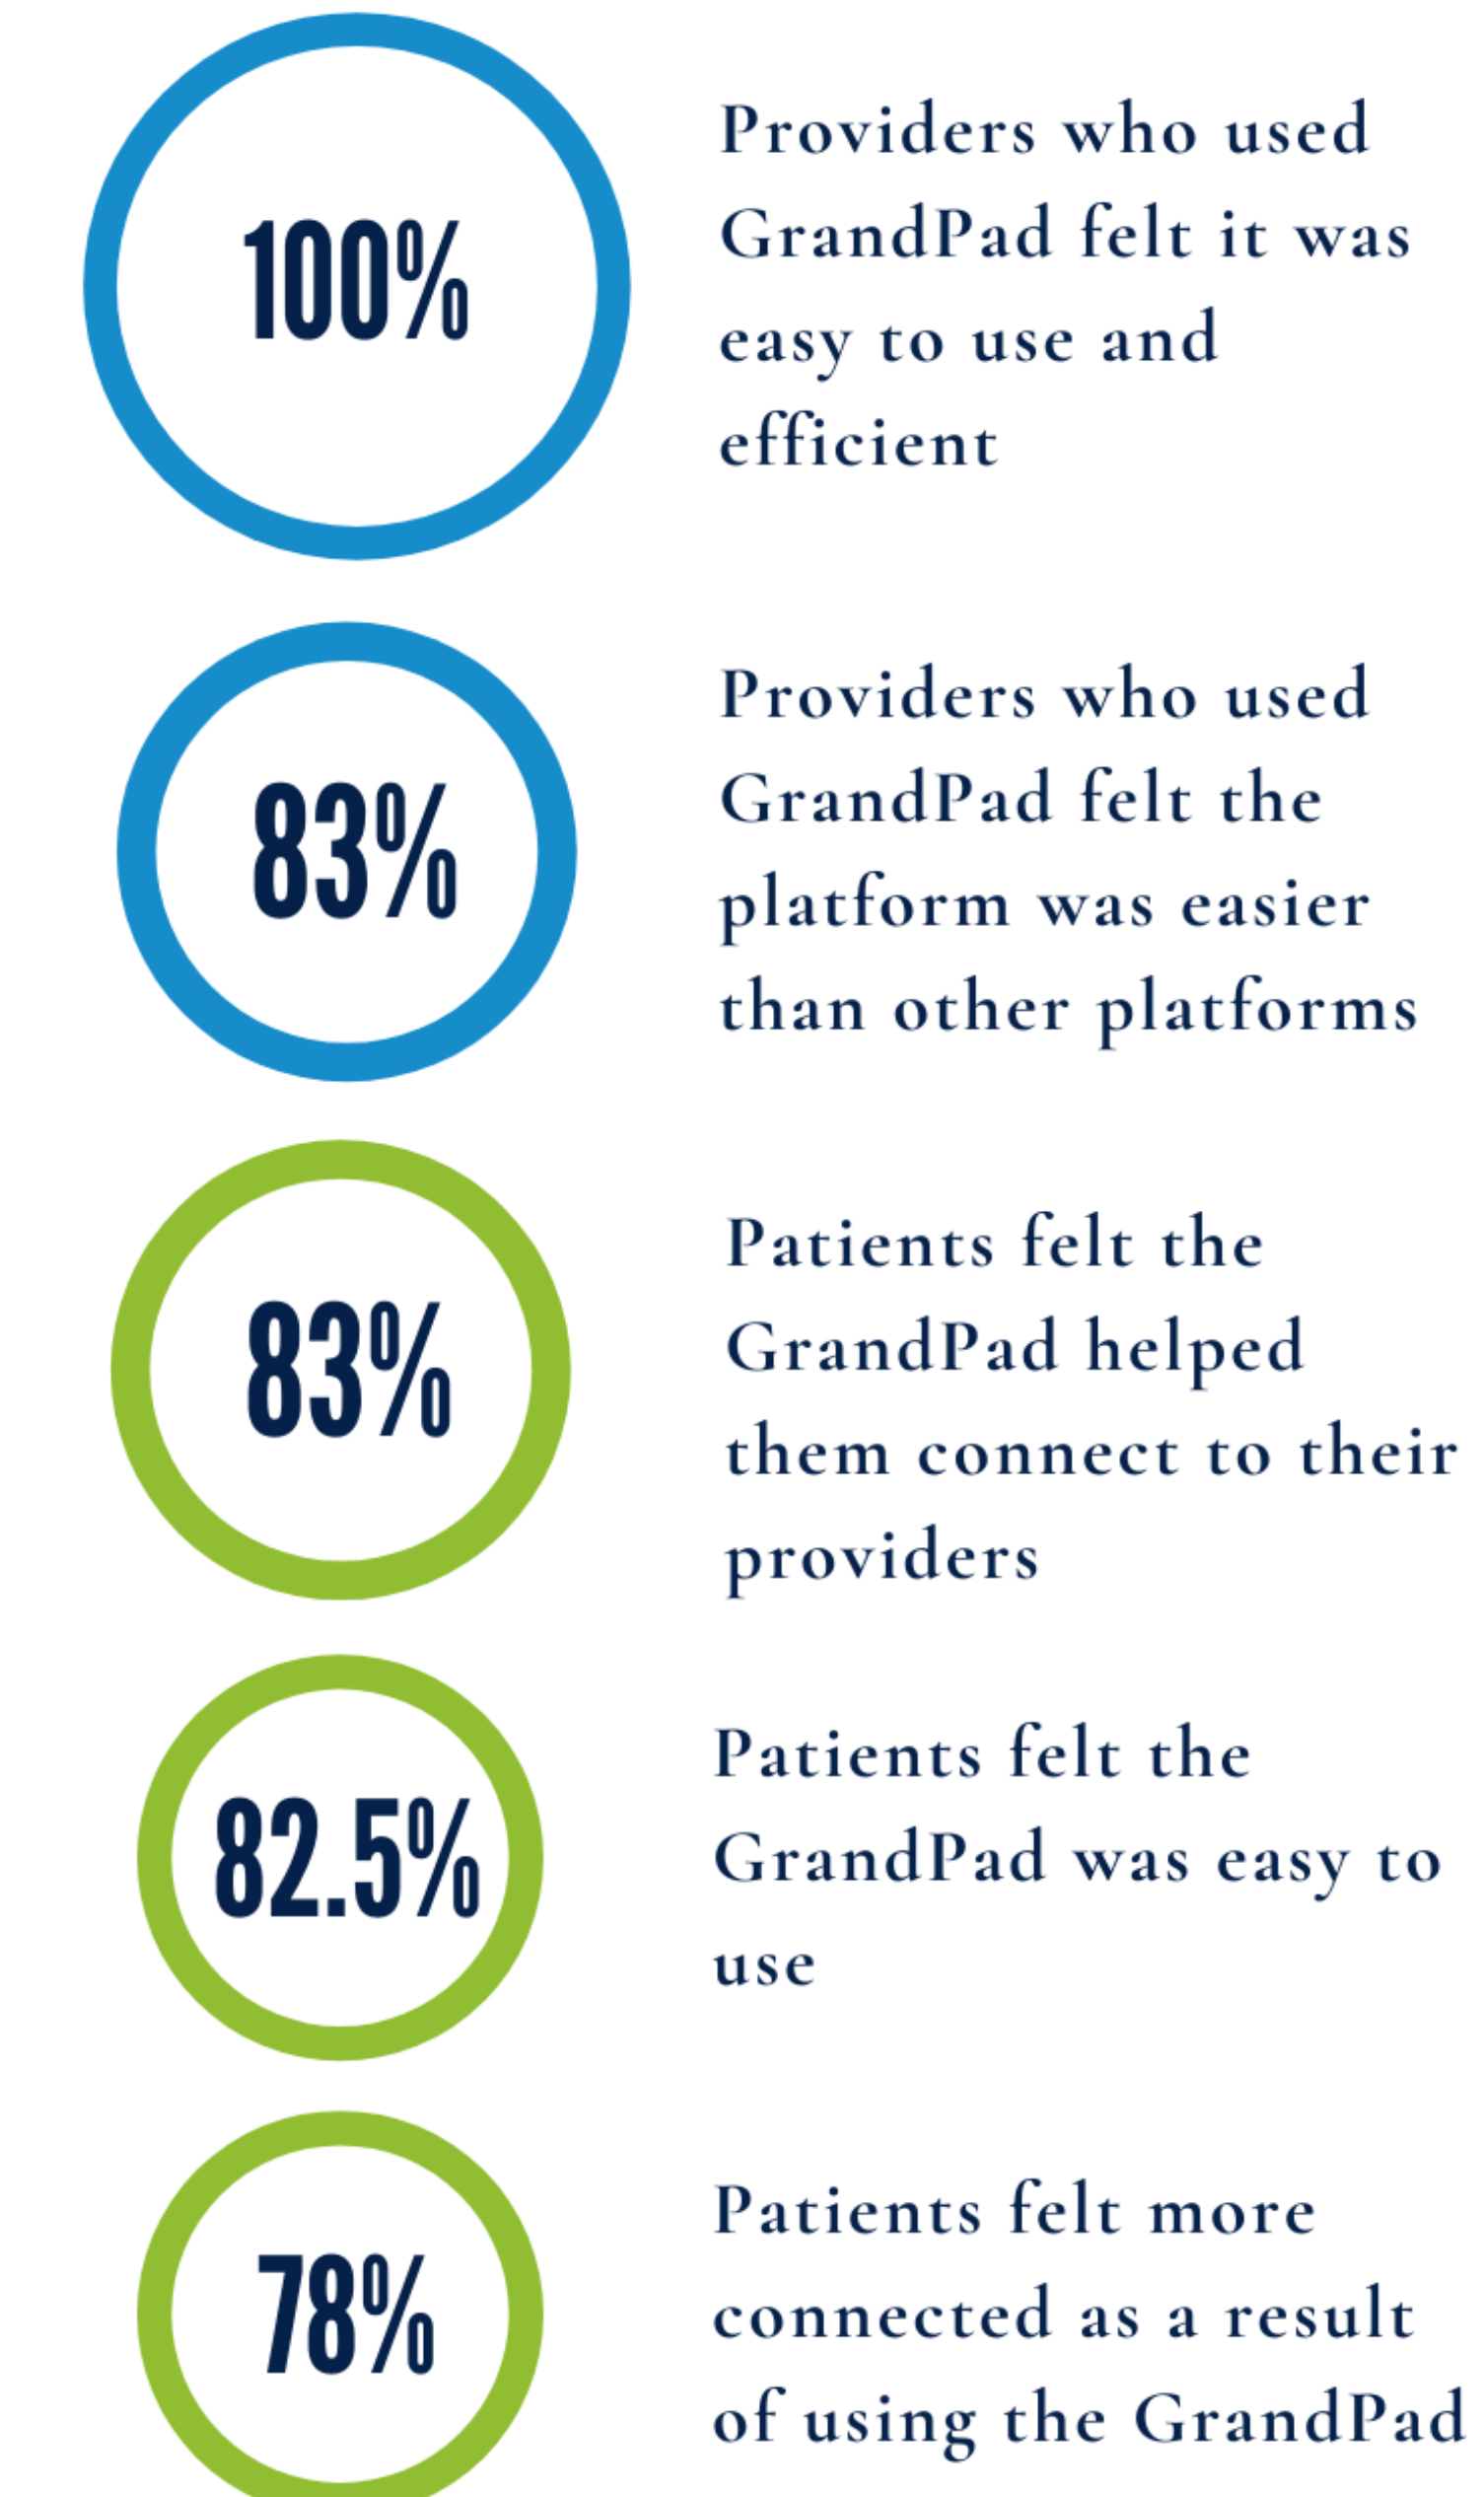 100%
Providers who used
GrandPad felt it was
easy to use and
efficient
83%
Providers who used
GrandPad felt the
platform was easier
than other platforms
83%
Patients felt the
GrandPad helped
them connect to their
providers
82.5%
Patients felt the
GrandPad was easy to
use
78%
Patients felt more
connected as a result
of using the GrandPad